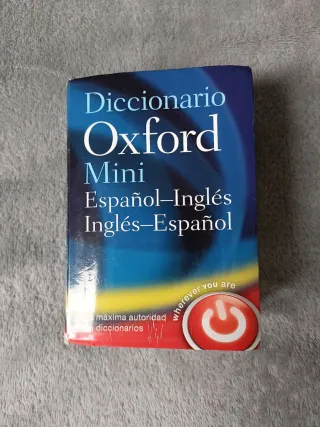 Diccionario
Oxford
Mini
Español–Inglés
Inglés–Español
máxima autoridad
diccionarios
wherever you are